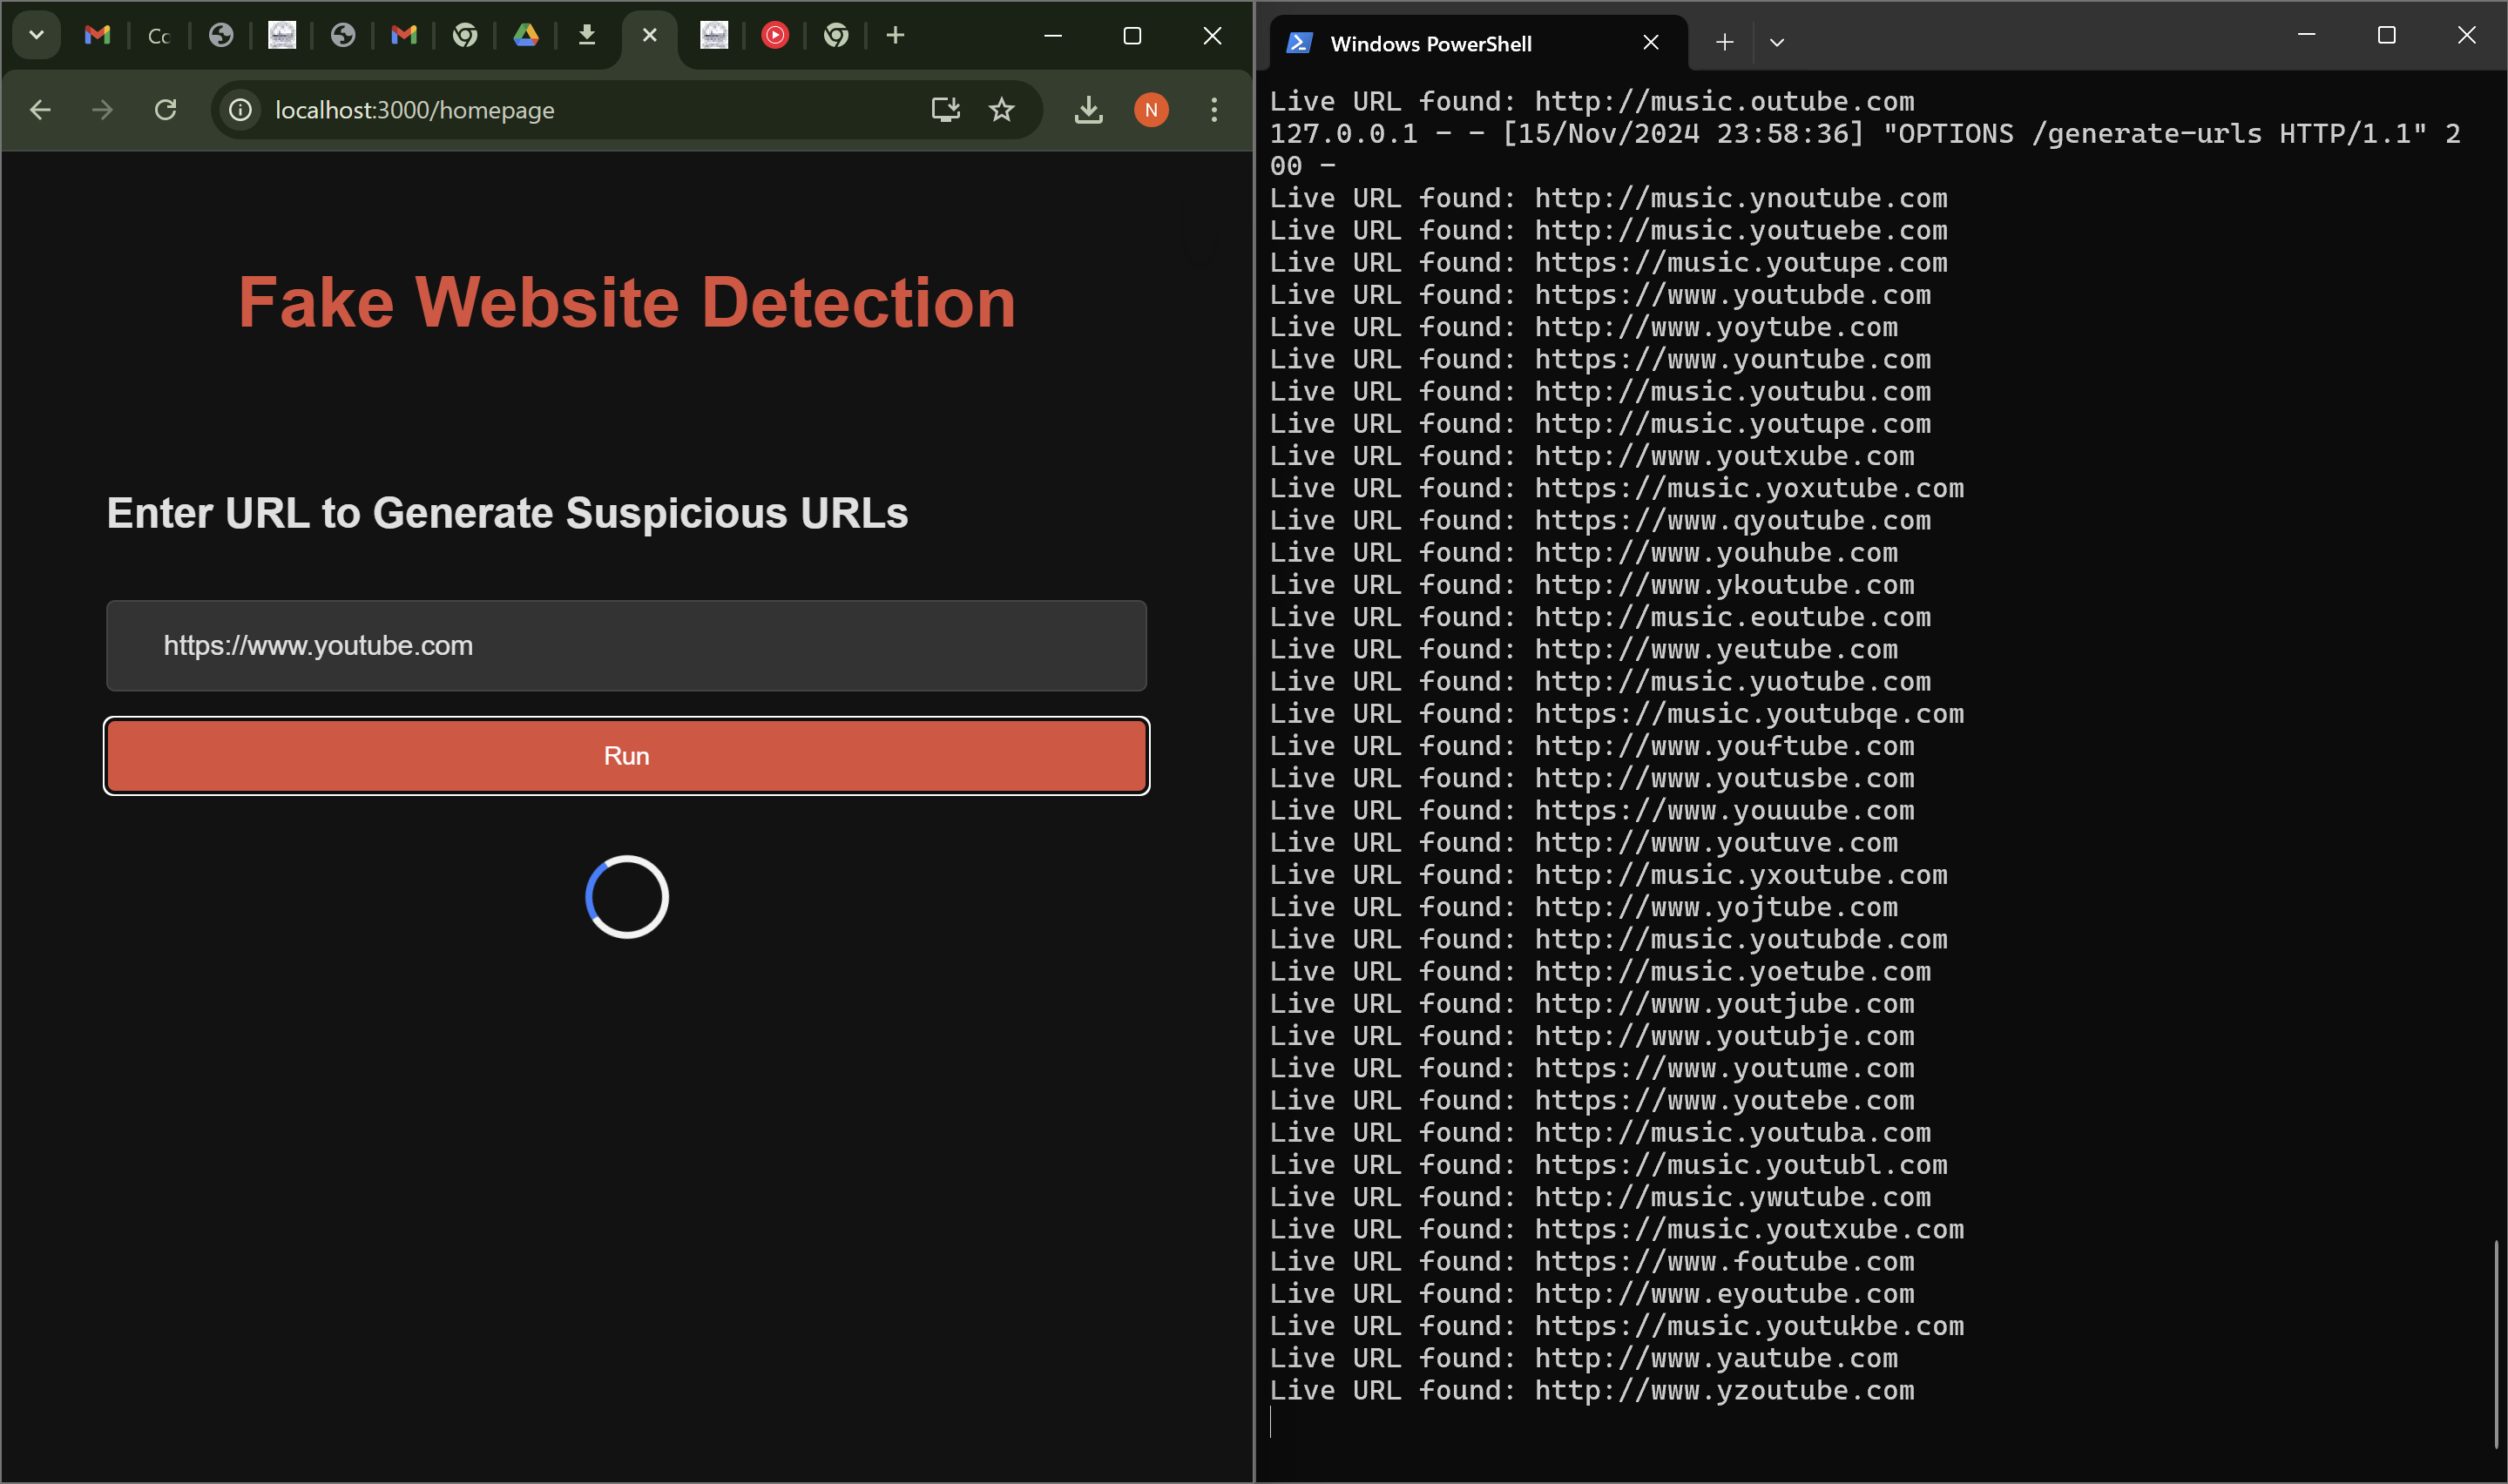 Co
localhost:3000/homepage
N
Fake Website Detection
Enter URL to Generate Suspicious URLs
https://www.youtube.com
Run
Windows PowerShell
Live URL found: http://music.outube.com
127.0.0.1 - - [15/Nov/2024 23:58:36] "OPTIONS /generate-urls HTTP/1.1" 2
00 -
Live URL found: http://music.ynoutube.com
Live URL found: http://music.youtuebe.com
Live URL found: https://music.youtupe.com
Live URL found: https://www.youtubde.com
Live URL found: http://www.yoytube.com
Live URL found: https://www.yountube.com
Live URL found: http://music.youtubu.com
Live URL found: http://music.youtupe.com
Live URL found: http://www.youtxube.com
Live URL found: https://music.yoxutube.com
Live URL found: https://www.qyoutube.com
Live URL found: http://www.youhube.com
Live URL found: http://www.ykoutube.com
Live URL found: http://music.eoutube.com
Live URL found: http://www.yeutube.com
Live URL found: http://music.yuotube.com
Live URL found: https://music.youtubqe.com
Live URL found: http://www.youftube.com
Live URL found: http://www.youtusbe.com
Live URL found: https://www.youuube.com
Live URL found: http://www.youtuve.com
Live URL found: http://music.yxoutube.com
Live URL found: http://www.yojtube.com
Live URL found: http://music.youtubde.com
Live URL found: http://music.yoetube.com
Live URL found: http://www.youtjube.com
Live URL found: http://www.youtubje.com
Live URL found: https://www.youtume.com
Live URL found: https://www.youtebe.com
Live URL found: http://music.youtuba.com
Live URL found: https://music.youtubl.com
Live URL found: http://music.ywutube.com
Live URL found: https://music.youtxube.com
Live URL found: https://www.foutube.com
Live URL found: http://www.eyoutube.com
Live URL found: https://music.youtukbe.com
Live URL found: http://www.yautube.com
Live URL found: http://www.yzoutube.com